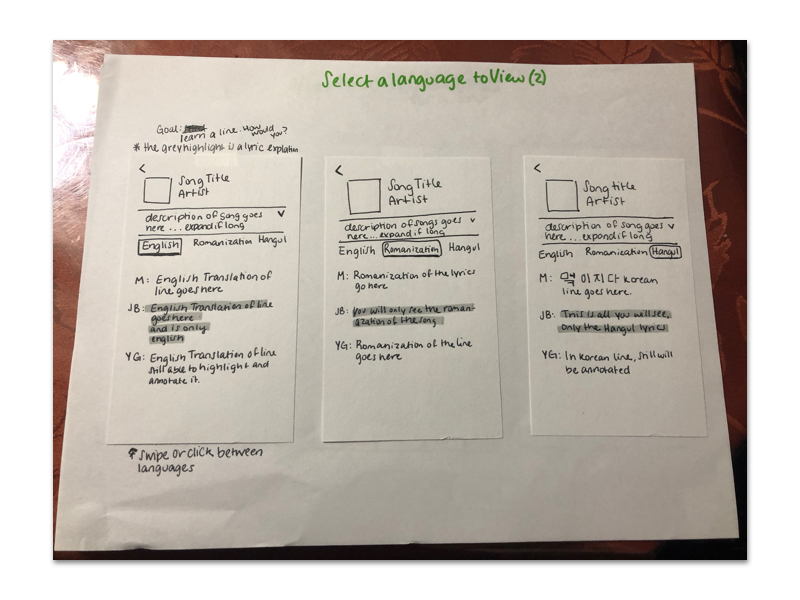 Select a language to View (2)
Goal: learn a line. How would you?
* the grey highlight is a lyric explation
<
Song Title
Artist
description of song goes v
here ... expand if long
English Romanization Hangul
M: English Translation of
line goes here
JB: English Translation of line
goes here
and is only
english
YG: English Translation of line
still able to highlight and
annotate it.
↑ swipe or click between
languages
<
Song Title
Artist
description of songs goes v
here ... expand if long
English Romanization Hangul
M: Romanization of the lyrics
go here
JB: you will only see the roman-
ization of the song
YG: Romanization of the line
goes here
<
Song title
Artist
description of song goes v
here ... expand if long
English Romanization Hangul
M: 이 지 다 Korean
line goes here.
JB: This is all you will see,
only the Hangul lyrics
YG: In Korean line, still will
be annotated